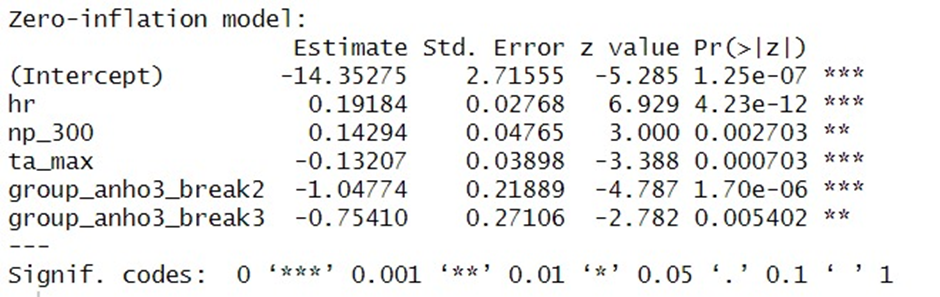 Zero-inflation model:
Estimate Std. Error z value Pr(>|z|)
(Intercept) -14.35275 2.71555 -5.285 1.25e-07 ***
hr 0.19184 0.02768 6.929 4.23e-12 ***
np_300 0.14294 0.04765 3.000 0.002703 **
ta_max -0.13207 0.03898 -3.388 0.000703 ***
group_anho3_break2 -1.04774 0.21889 -4.787 1.70e-06 ***
group_anho3_break3 -0.75410 0.27106 -2.782 0.005402 **
---
Signif. codes: 0 ‘***’ 0.001 ‘**’ 0.01 ‘*’ 0.05 ‘.’ 0.1 ‘ ’ 1